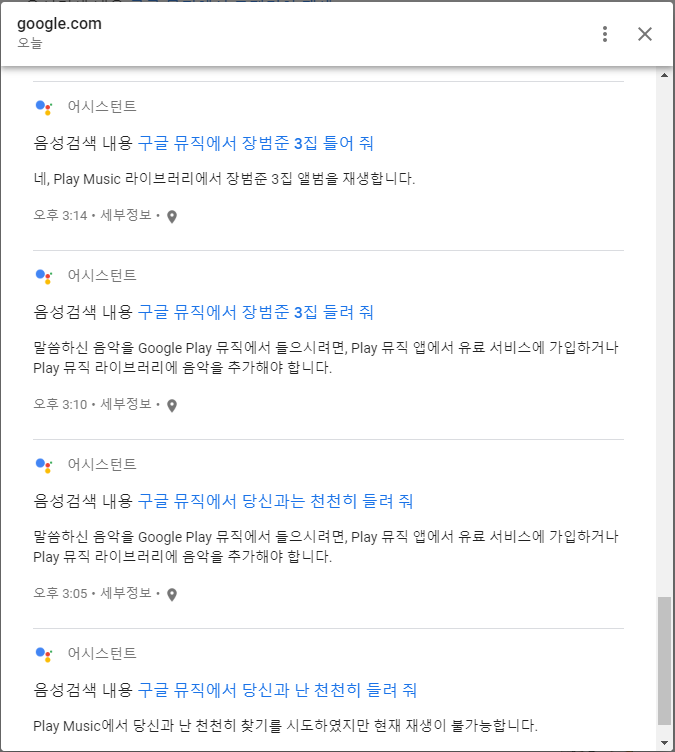 google.com
오늘
어시스턴트
음성검색 내용 구글 뮤직에서 장범준 3집 틀어 줘
네, Play Music 라이브러리에서 장범준 3집 앨범을 재생합니다.
오후 3:14 • 세부정보 •
어시스턴트
음성검색 내용 구글 뮤직에서 장범준 3집 들려 줘
말씀하신 음악을 Google Play 뮤직에서 들으시려면, Play 뮤직 앱에서 유료 서비스에 가입하거나
Play 뮤직 라이브러리에 음악을 추가해야 합니다.
오후 3:10 • 세부정보 •
어시스턴트
음성검색 내용 구글 뮤직에서 당신과는 천천히 들려 줘
말씀하신 음악을 Google Play 뮤직에서 들으시려면, Play 뮤직 앱에서 유료 서비스에 가입하거나
Play 뮤직 라이브러리에 음악을 추가해야 합니다.
오후 3:05 • 세부정보 •
어시스턴트
음성검색 내용 구글 뮤직에서 당신과 난 천천히 들려 줘
Play Music에서 당신과 난 천천히 찾기를 시도하였지만 현재 재생이 불가능합니다.